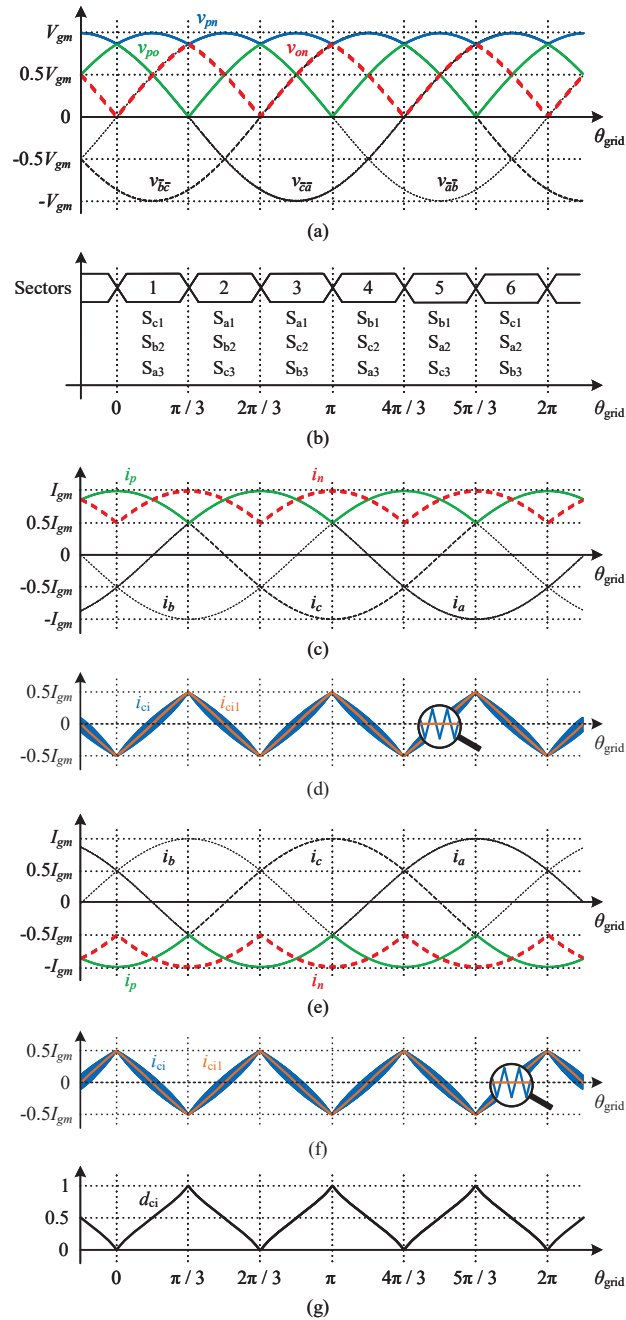 V_gm v_pn
v_po v_on
0.5V_gm
0 θ_grid
-0.5V_gm
v_b̅c̅ v_c̅a̅ v_a̅b̅
-V_gm
(a)
Sectors 1 2 3 4 5 6
S_c1 S_a1 S_a1 S_b1 S_b1 S_c1
S_b2 S_b2 S_c2 S_c2 S_a2 S_a2
S_a3 S_c3 S_b3 S_a3 S_c3 S_b3
0 π / 3 2π / 3 π 4π / 3 5π / 3 2π θ_grid
(b)
i_p i_n
I_gm
0.5I_gm
0 θ_grid
-0.5I_gm
i_b i_c i_a
-I_gm
(c)
0.5I_gm i_ci i_ci1
0 θ_grid
-0.5I_gm
(d)
I_gm
i_b i_c i_a
0.5I_gm
0 θ_grid
-0.5I_gm
-I_gm
i_p i_n
(e)
0.5I_gm i_ci i_ci1
0 θ_grid
-0.5I_gm
(f)
1 d_ci
0.5
0
0 π / 3 2π / 3 π 4π / 3 5π / 3 2π θ_grid
(g)